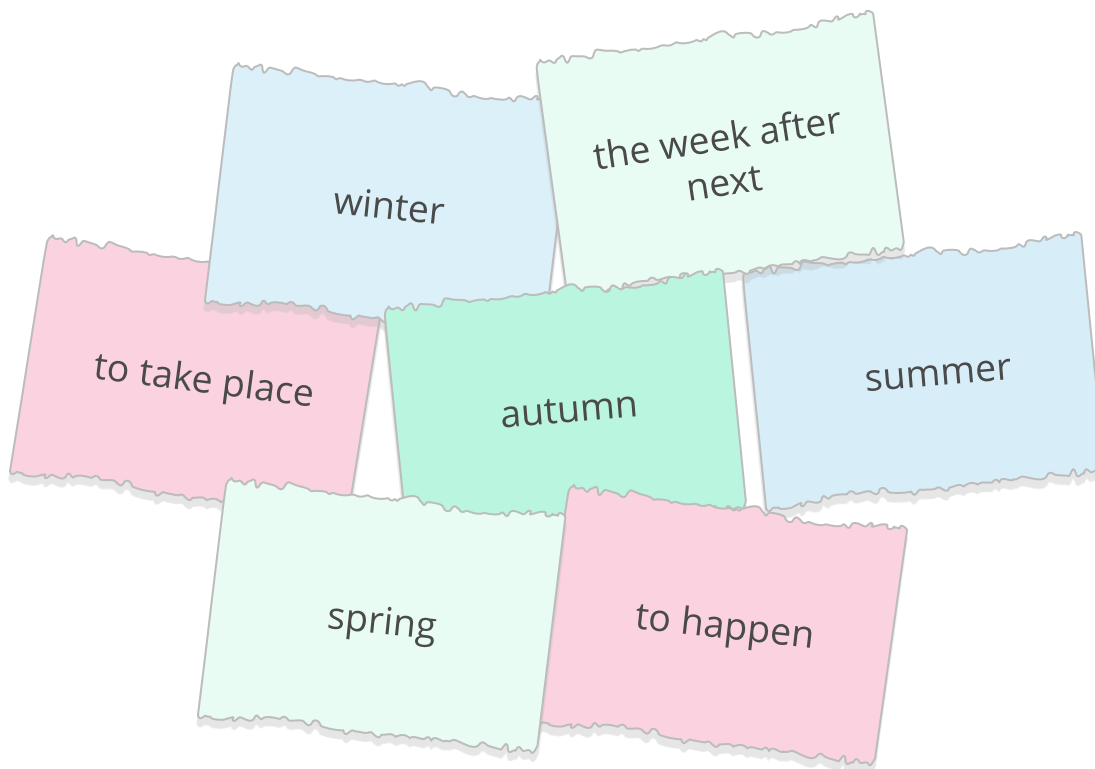 the week after
next
winter
to take place
autumn
summer
spring
to happen